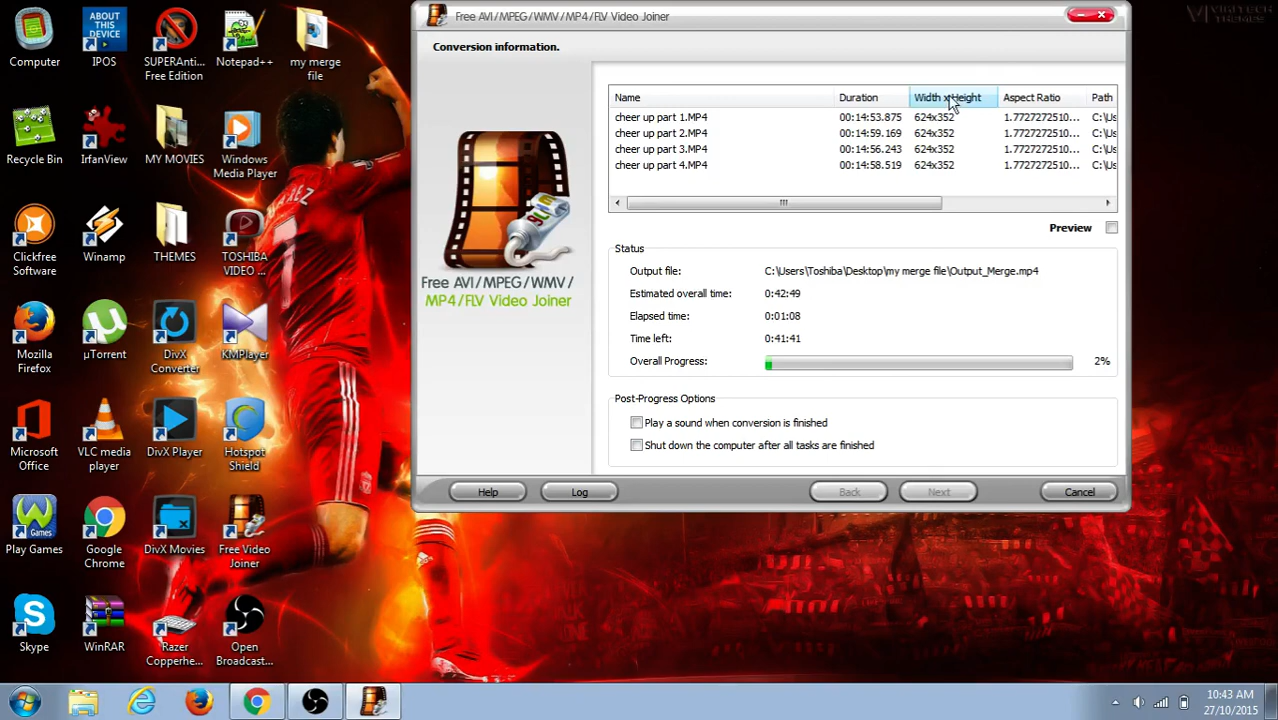 Computer
ABOUT
THIS
DEVICE
IPOS
SUPERAnti...
Free Edition
Notepad++
my merge
file
Recycle Bin
IrfanView
MY MOVIES
Windows
Media Player
Clickfree
Software
Winamp
THEMES
TOSHIBA
VIDEO ...
Mozilla
Firefox
µTorrent
DivX
Converter
KMPlayer
Microsoft
Office
VLC media
player
DivX Player
Hotspot
Shield
Games
Play Games
Google
Chrome
DivX Movies
Free Video
Joiner
Skype
WinRAR
Razer
Copperhe...
Open
Broadcast...
Free AVI/MPEG/WMV/MP4/FLV Video Joiner
Conversion information.
Name Duration Width x Height Aspect Ratio Path
cheer up part 1.MP4 00:14:53.875 624x352 1.7727272510... C:\Us
cheer up part 2.MP4 00:14:59.169 624x352 1.7727272510... C:\Us
cheer up part 3.MP4 00:14:56.243 624x352 1.7727272510... C:\Us
cheer up part 4.MP4 00:14:58.519 624x352 1.7727272510... C:\Us
Preview
Free AVI/MPEG/WMV/
MP4/FLV Video Joiner
Status
Output file: C:\Users\Toshiba\Desktop\my merge file\Output_Merge.mp4
Estimated overall time: 0:42:49
Elapsed time: 0:01:08
Time left: 0:41:41
Overall Progress: 2%
Post-Progress Options
Play a sound when conversion is finished
Shut down the computer after all tasks are finished
Help Log Back Next Cancel
THEMES
10:43 AM
27/10/2015